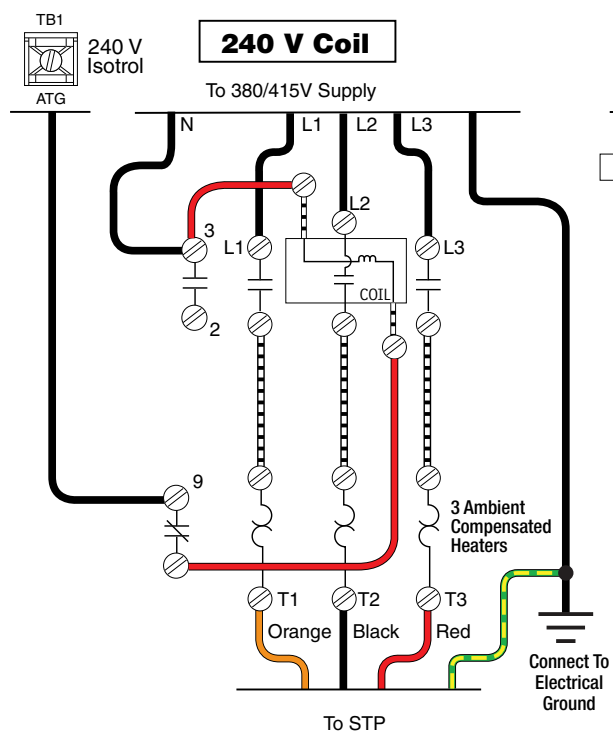 TB1
240 V
Isotrol
ATG
240 V Coil
To 380/415V Supply
N
L1
L2
L3
3
L2
L1
L3
COIL
2
9
3 Ambient
Compensated
Heaters
T1
T2
T3
Orange
Black
Red
Connect To
Electrical
Ground
To STP